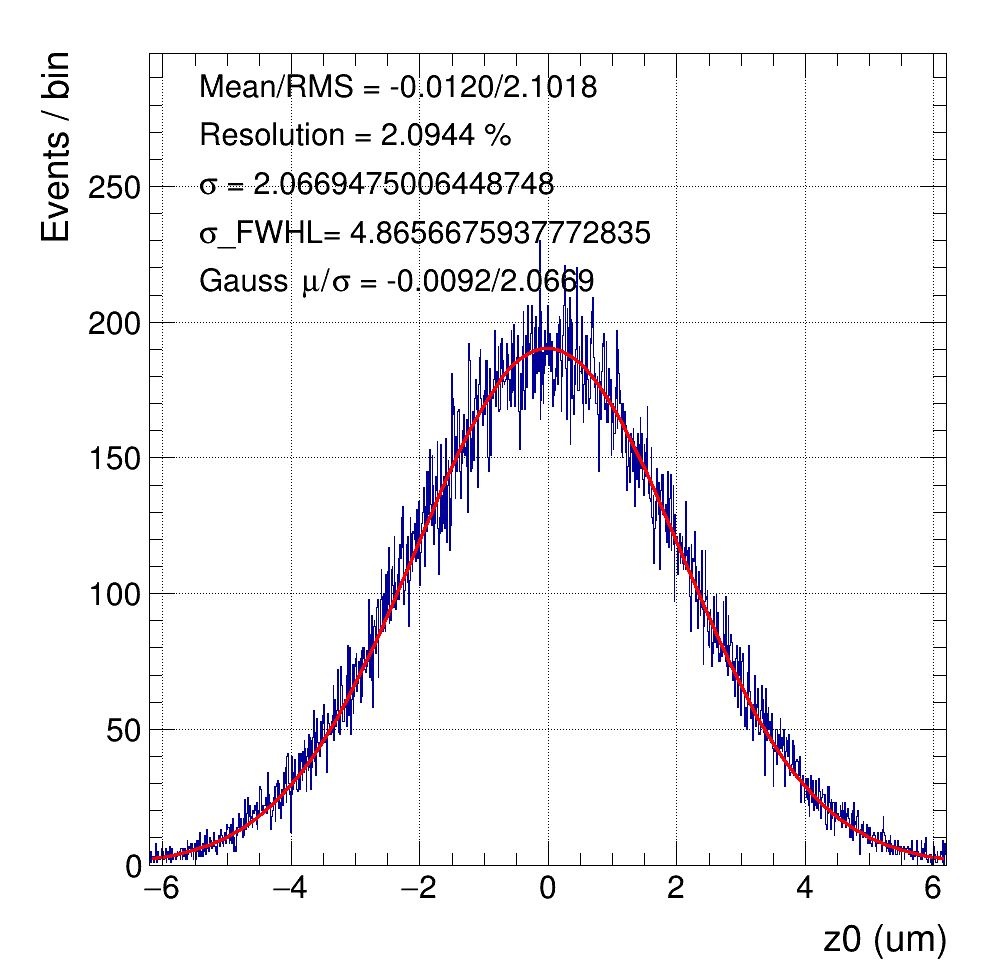 Events / bin
Mean/RMS = -0.0120/2.1018
Resolution = 2.0944 %
σ = 2.0669475006448748
σ_FWHL= 4.8656675937772835
Gauss μ/σ = -0.0092/2.0669
250
200
150
100
50
0
−6 −4 −2 0 2 4 6
z0 (um)